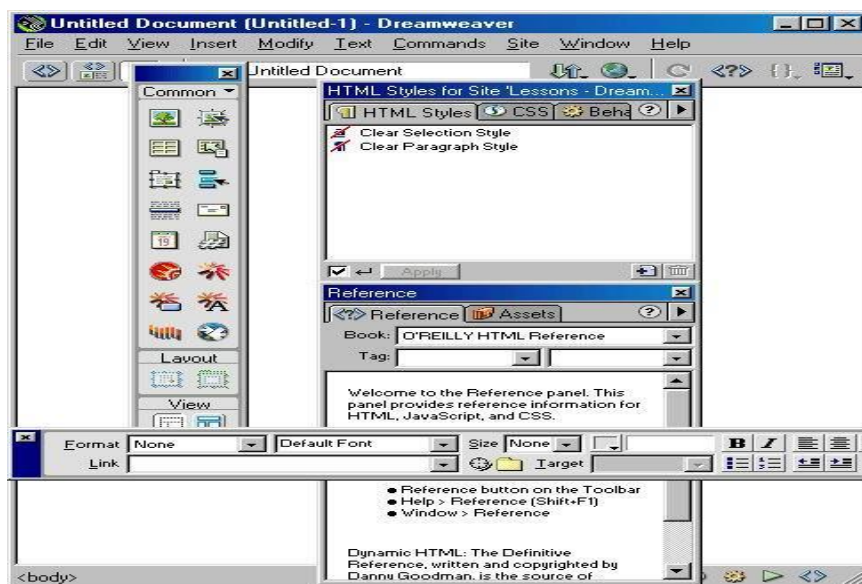 Untitled Document (Untitled-1) - Dreamweaver
File Edit View Insert Modify Text Commands Site Window Help
Untitled Document
Common
HTML Styles for Site 'Lessons - Dream...
HTML Styles CSS Beha
Clear Selection Style
Clear Paragraph Style
Apply
Reference
Reference Assets
Book: O'REILLY HTML Reference
Tag:
Layout
View
Welcome to the Reference panel. This
panel provides reference information for
HTML, JavaScript, and CSS.
Format None Default Font Size None B I
Link Target
Reference button on the Toolbar
Help > Reference (Shift+F1)
Window > Reference
Dynamic HTML: The Definitive
Reference, written and copyrighted by
Danny Goodman, is the source of
<body>